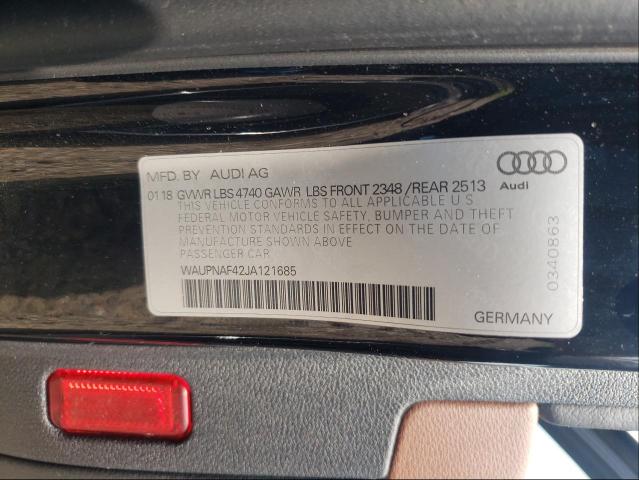 MFD. BY AUDI AG
01 18 GVWR LBS 4740 GAWR LBS FRONT 2348 /REAR 2513
THIS VEHICLE CONFORMS TO ALL APPLICABLE U S
FEDERAL MOTOR VEHICLE SAFETY, BUMPER AND THEFT
PREVENTION STANDARDS IN EFFECT ON THE DATE OF
MANUFACTURE SHOWN ABOVE
PASSENGER CAR
WAUPNAF42JA121685
Audi
0340863
GERMANY